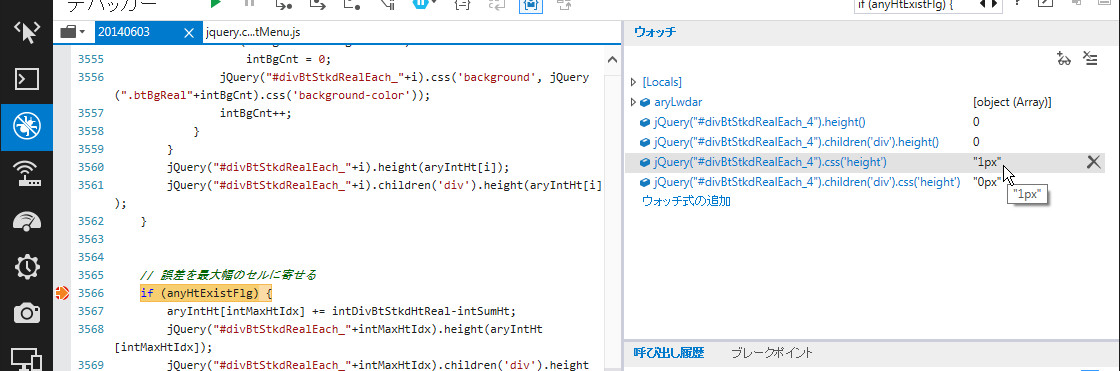 デバッガー
if (anyHtExistFlg) {
20140603
jquery.c...tMenu.js
3555 intBgCnt = 0;
3556 jQuery("#divBtStkdRealEach_"+i).css('background', jQuery
(".btBgReal"+intBgCnt).css('background-color'));
3557 intBgCnt++;
3558 }
3559 }
3560 jQuery("#divBtStkdRealEach_"+i).height(aryIntHt[i]);
3561 jQuery("#divBtStkdRealEach_"+i).children('div').height(aryIntHt[i]
);
3562 }
3563
3564
3565 // 誤差を最大幅のセルに寄せる
3566 if (anyHtExistFlg) {
3567 aryIntHt[intMaxHtIdx] += intDivBtStkdHtReal-intSumHt;
3568 jQuery("#divBtStkdRealEach_"+intMaxHtIdx).height(aryIntHt
[intMaxHtIdx]);
3569 jQuery("#divBtStkdRealEach_"+intMaxHtIdx).children('div').height
ウォッチ
[Locals]
aryLwdar [object (Array)]
jQuery("#divBtStkdRealEach_4").height() 0
jQuery("#divBtStkdRealEach_4").children('div').height() 0
jQuery("#divBtStkdRealEach_4").css('height') "1px"
jQuery("#divBtStkdRealEach_4").children('div').css('height') "0px"
"1px"
ウォッチ式の追加
呼び出し履歴 ブレークポイント